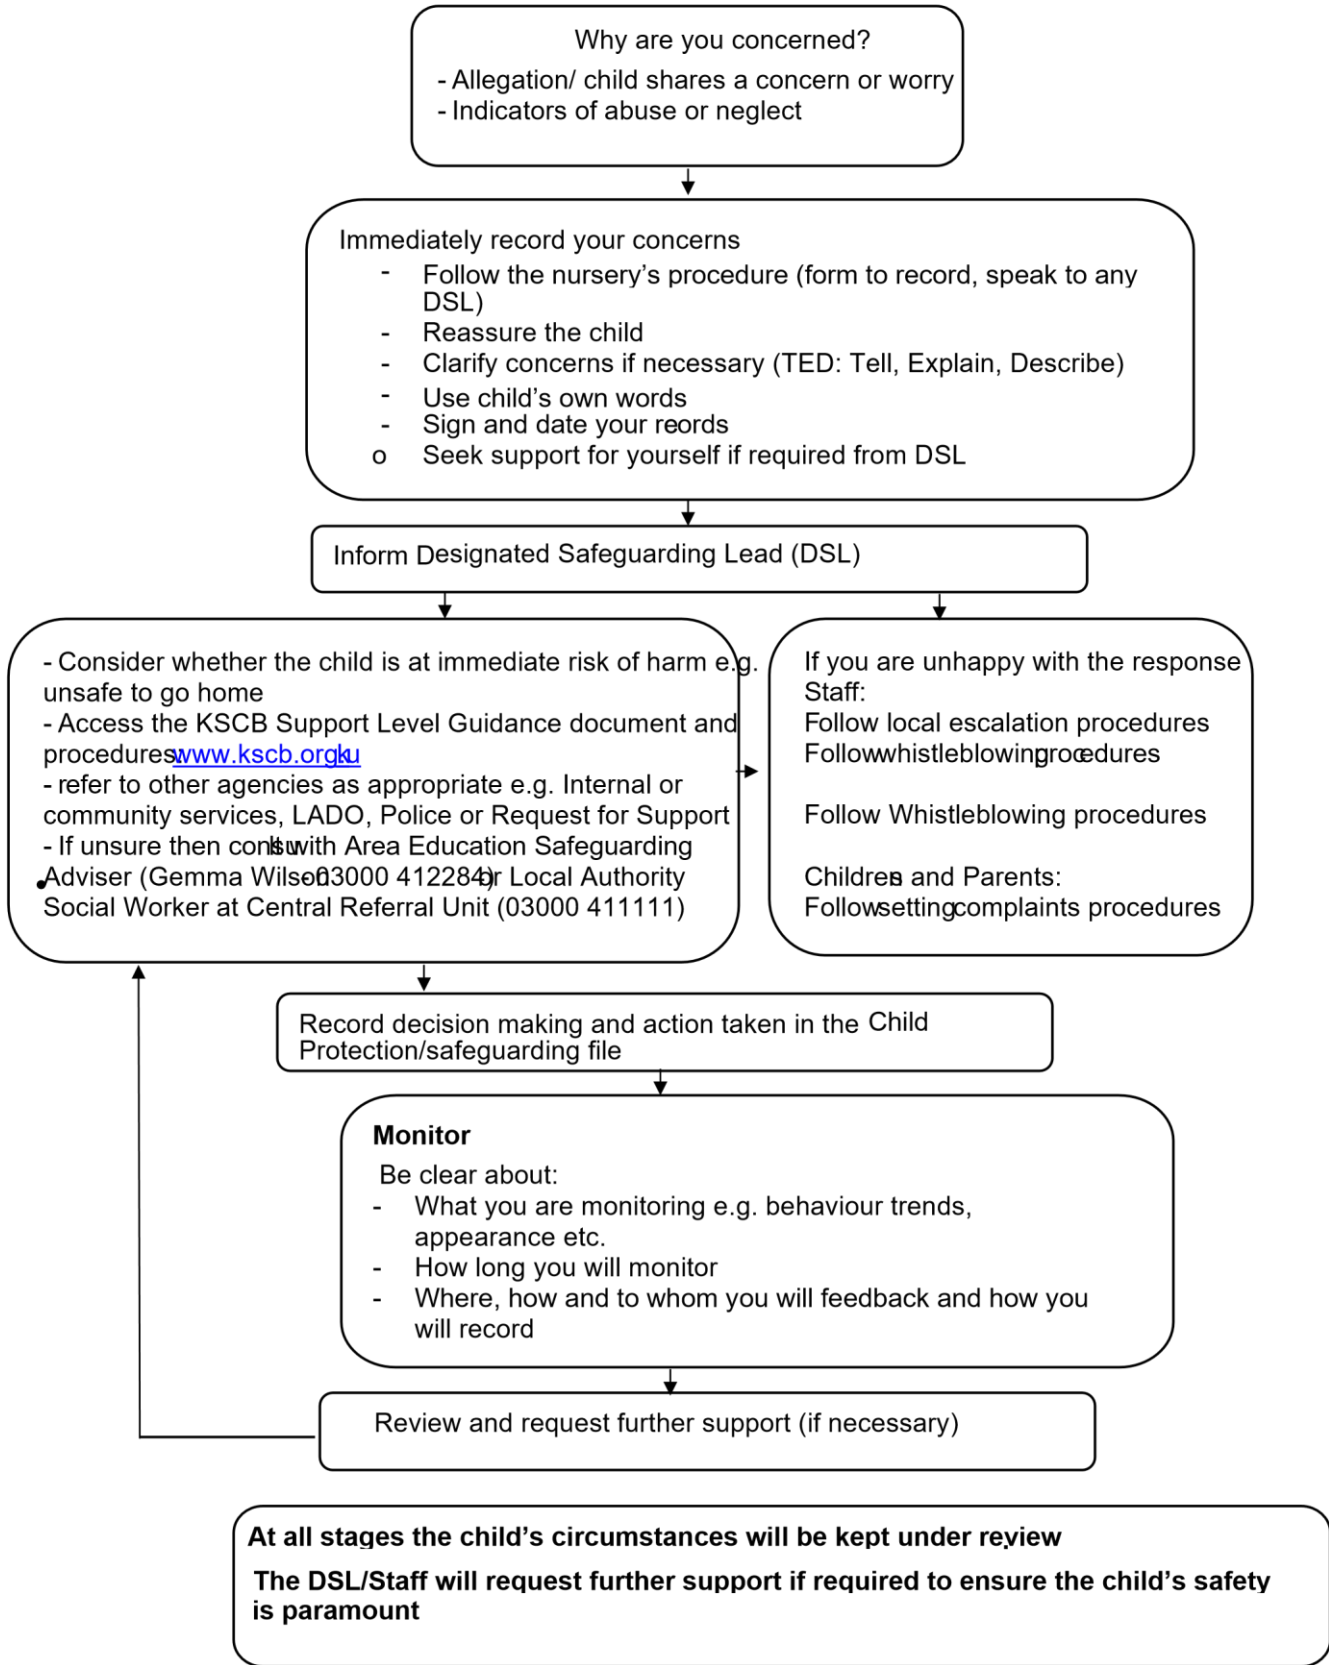 Why are you concerned?
- Allegation/ child shares a concern or worry
- Indicators of abuse or neglect
Immediately record your concerns
- Follow the nursery's procedure (form to record, speak to any
DSL)
- Reassure the child
- Clarify concerns if necessary (TED: Tell, Explain, Describe)
- Use child's own words
- Sign and date your records
o Seek support for yourself if required from DSL
Inform Designated Safeguarding Lead (DSL)
- Consider whether the child is at immediate risk of harm e.g.
unsafe to go home
- Access the KSCB Support Level Guidance document and
procedures: www.kscb.org.uk
- refer to other agencies as appropriate e.g. Internal or
community services, LADO, Police or Request for Support
- If unsure then consult with Area Education Safeguarding
• Adviser (Gemma Wilson - 03000 412284) or Local Authority
Social Worker at Central Referral Unit (03000 411111)
If you are unhappy with the response
Staff:
Follow local escalation procedures
Follow whistleblowing procedures
Follow Whistleblowing procedures
Children and Parents:
Follow setting complaints procedures
Record decision making and action taken in the Child
Protection/safeguarding file
Monitor
Be clear about:
- What you are monitoring e.g. behaviour trends,
appearance etc.
- How long you will monitor
- Where, how and to whom you will feedback and how you
will record
Review and request further support (if necessary)
At all stages the child's circumstances will be kept under review
The DSL/Staff will request further support if required to ensure the child's safety
is paramount